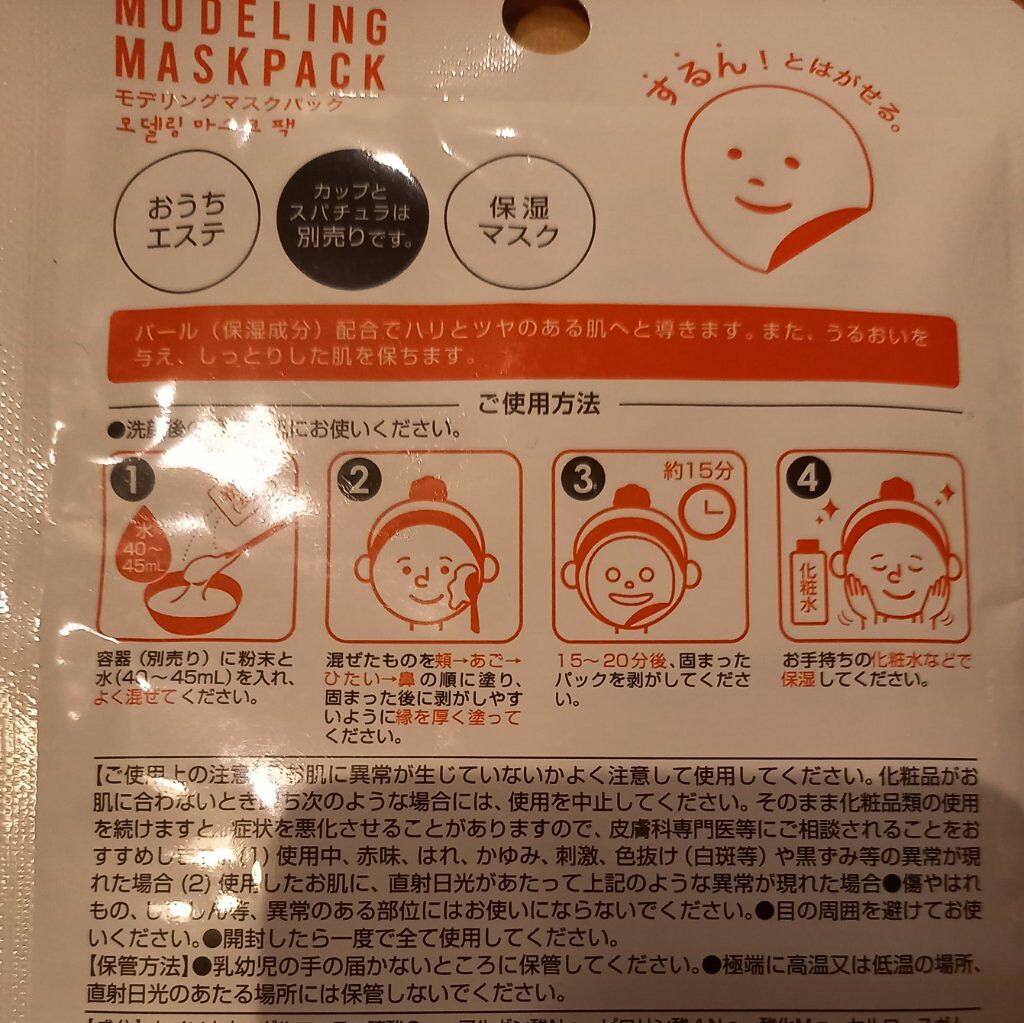 MODELING
MASKPACK
モデリングマスクパック
모델링 마스크 팩
するん！とはがせる。
おうち
エステ
カップと
スパチュラは
別売りです。
保湿
マスク
パール（保湿成分）配合でハリとツヤのある肌へと導きます。また、うるおいを
与え、しっとりした肌を保ちます。
ご使用方法
●洗顔後の にお使いください。
1
水
40～
45mL
2
3
約15分
4
化粧水
容器（別売り）に粉末と
水(40～45mL)を入れ、
よく混ぜてください。
混ぜたものを頬→あご→
ひたい→鼻の順に塗り、
固まった後に剥がしやす
いように縁を厚く塗って
ください。
15～20分後、固まった
パックを剥がしてくださ
い。
お手持ちの化粧水などで
保湿してください。
【ご使用上の注意】●お肌に異常が生じていないかよく注意して使用してください。化粧品がお
肌に合わないとき即ち次のような場合には、使用を中止してください。そのまま化粧品類の使用
を続けますと、症状を悪化させることがありますので、皮膚科専門医等にご相談されることをお
すすめします。(1) 使用中、赤味、はれ、かゆみ、刺激、色抜け（白斑等）や黒ずみ等の異常が現
れた場合 (2) 使用したお肌に、直射日光があたって上記のような異常が現れた場合●傷やはれ
もの、しっしん等、異常のある部位にはお使いにならないでください。●目の周囲を避けてお使
いください。●開封したら一度で全て使用してください。
【保管方法】●乳幼児の手の届かないところに保管してください。●極端に高温又は低温の場所、
直射日光のあたる場所には保管しないでください。